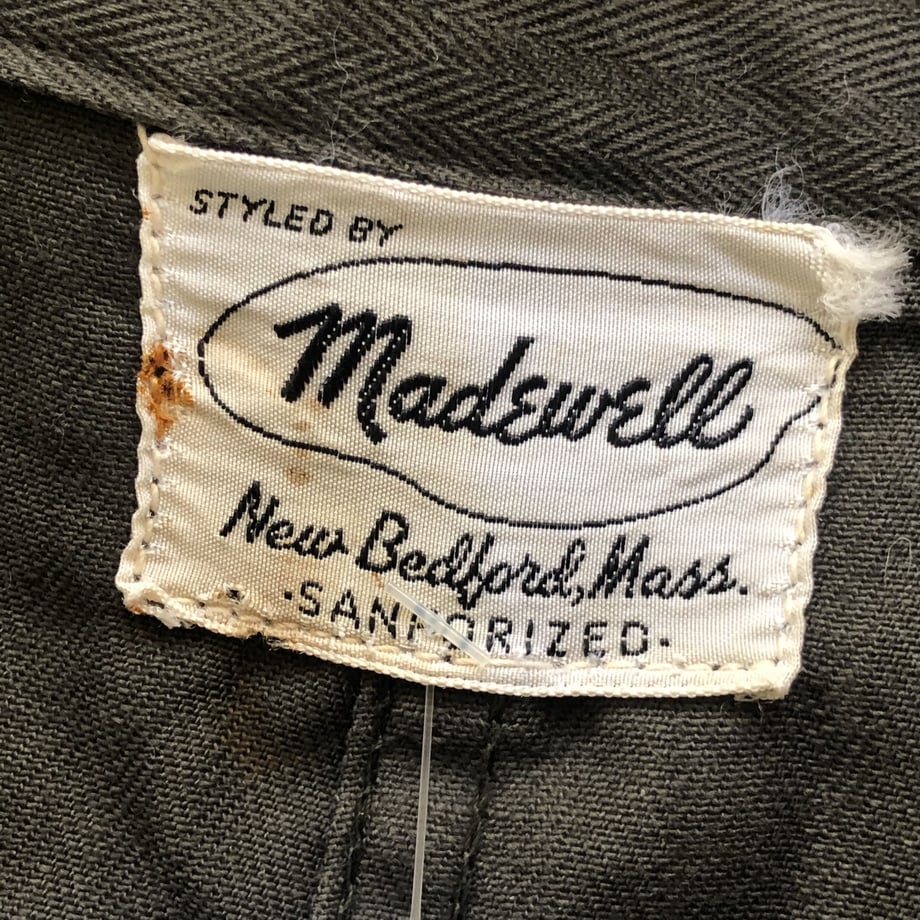 STYLED BY
Madewell
New Bedford, Mass.
·SANFORIZED·